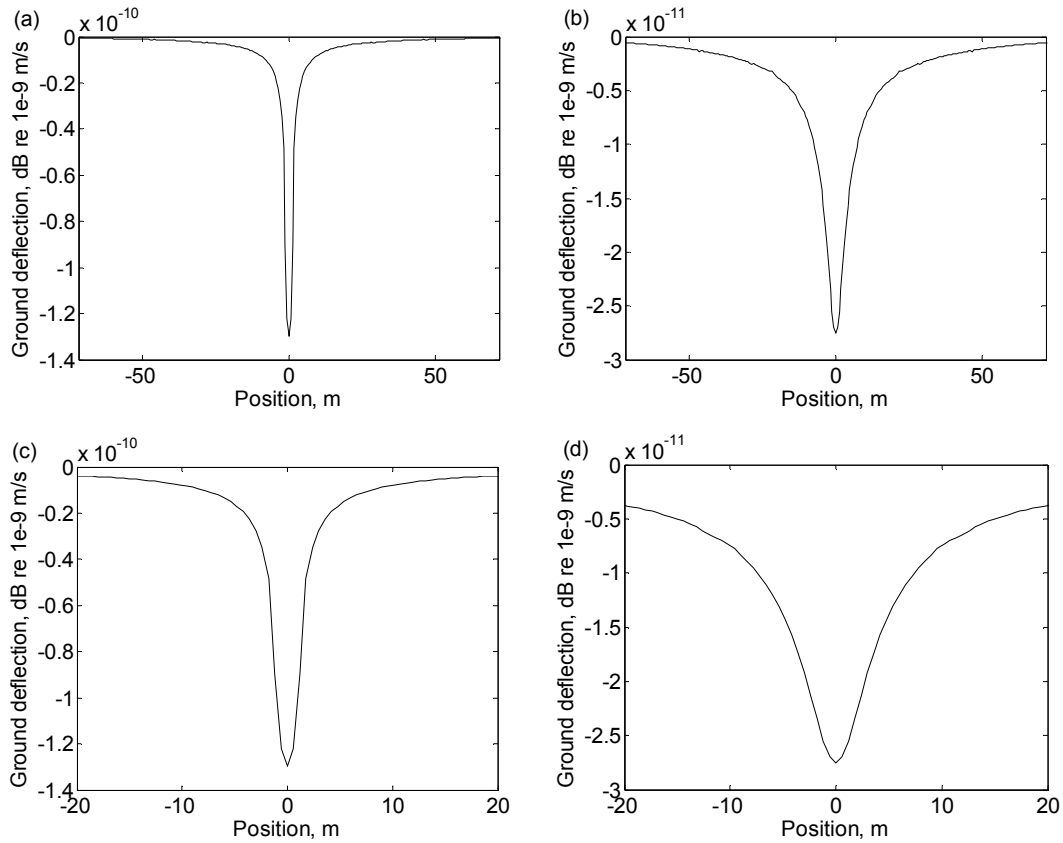 (a)
x 10-10
0
-0.2
-0.4
-0.6
-0.8
-1
-1.2
-1.4
-50 0 50
Position, m
Ground deflection, dB re 1e-9 m/s
(b)
x 10-11
0
-0.5
-1
-1.5
-2
-2.5
-3
-50 0 50
Position, m
Ground deflection, dB re 1e-9 m/s
(c)
x 10-10
0
-0.2
-0.4
-0.6
-0.8
-1
-1.2
-1.4
-20 -10 0 10 20
Position, m
Ground deflection, dB re 1e-9 m/s
(d)
x 10-11
0
-0.5
-1
-1.5
-2
-2.5
-3
-20 -10 0 10 20
Position, m
Ground deflection, dB re 1e-9 m/s